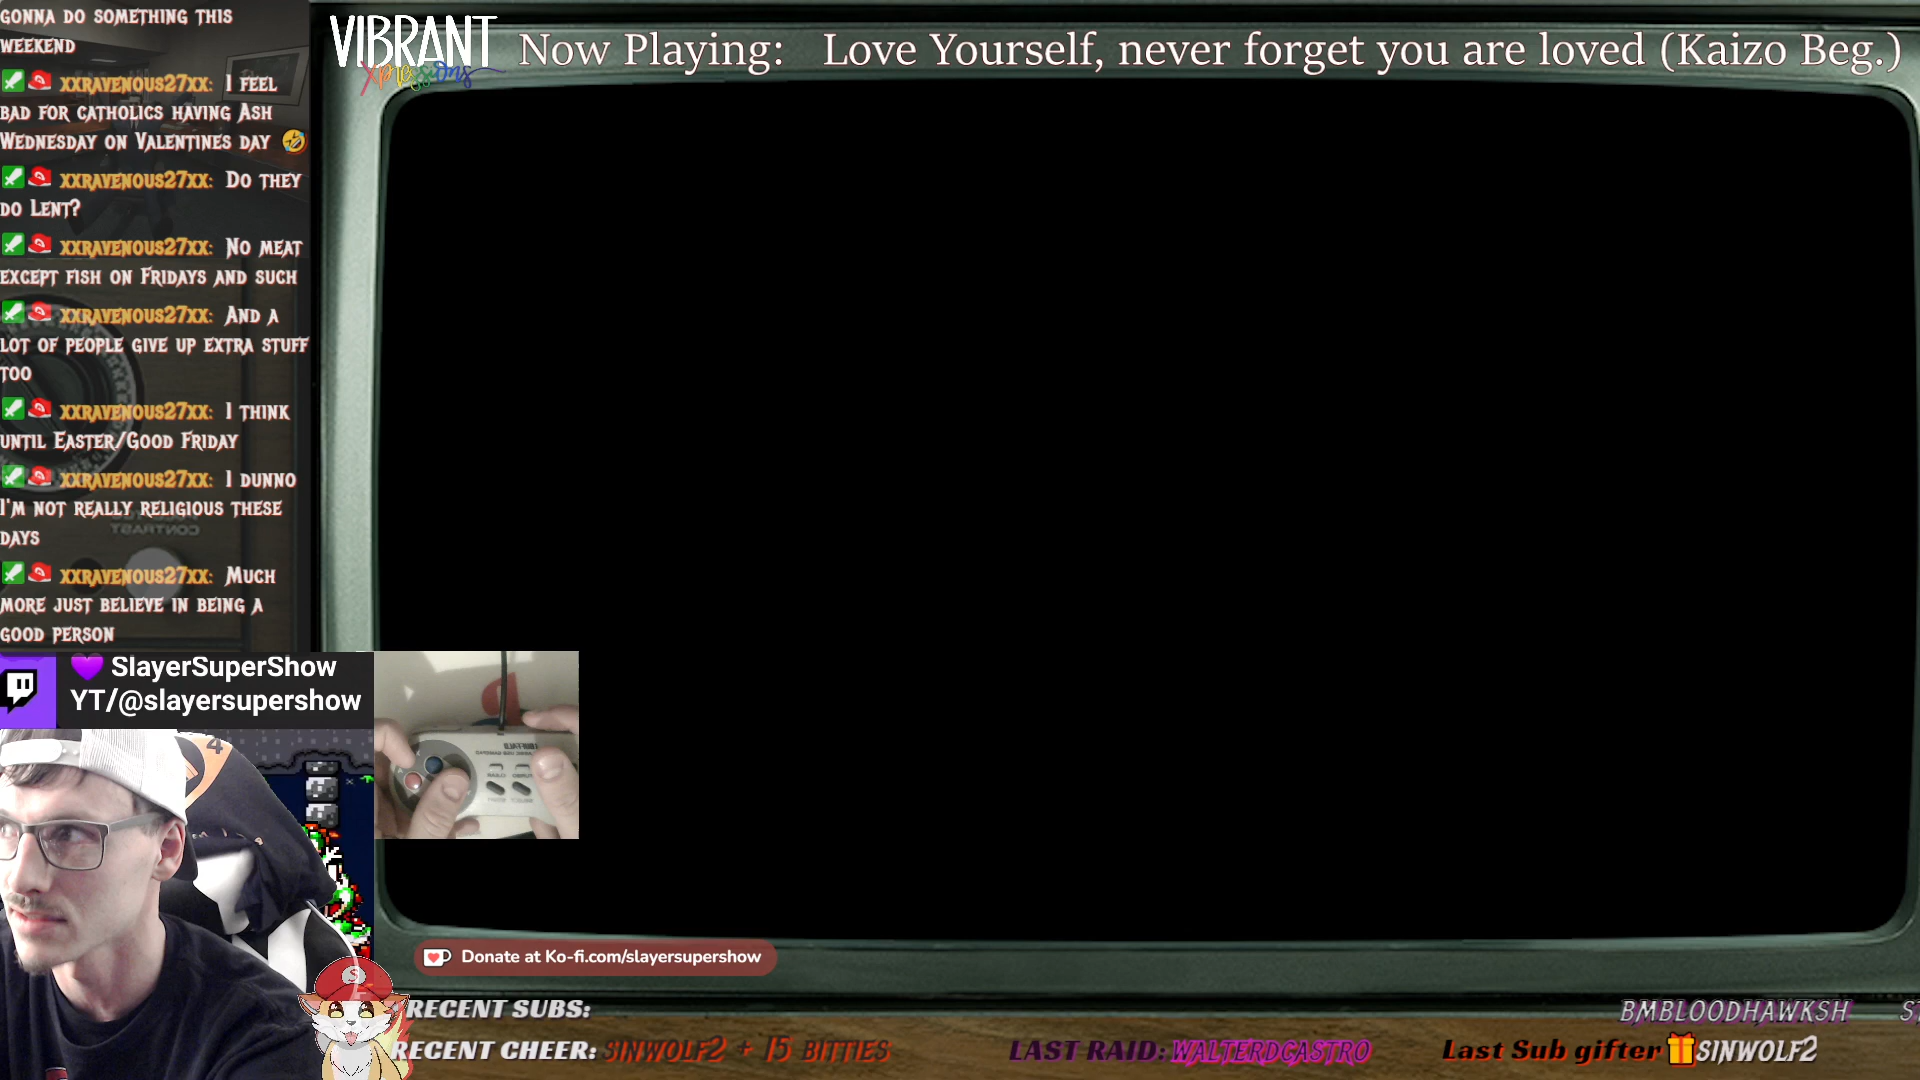 GONNA DO SOMETHING THIS
WEEKEND
XXRAVENOUS27XX: I FEEL
BAD FOR CATHOLICS HAVING ASH
WEDNESDAY ON VALENTINES DAY 🤣
XXRAVENOUS27XX: DO THEY
DO LENT?
XXRAVENOUS27XX: NO MEAT
EXCEPT FISH ON FRIDAYS AND SUCH
XXRAVENOUS27XX: AND A
LOT OF PEOPLE GIVE UP EXTRA STUFF
TOO
XXRAVENOUS27XX: I THINK
UNTIL EASTER/GOOD FRIDAY
XXRAVENOUS27XX: I DUNNO
I'M NOT REALLY RELIGIOUS THESE
DAYS
XXRAVENOUS27XX: MUCH
MORE JUST BELIEVE IN BEING A
GOOD PERSON
VIBRANT
Xpressions
Now Playing: Love Yourself, never forget you are loved (Kaizo Beg.)
CONTRAST
💜 SlayerSuperShow
YT/@slayersupershow
4
Donate at Ko-fi.com/slayersupershow
S
RECENT SUBS:
BMBLOODHAWKSH
RECENT CHEER: SINWOLF2 + 15 BITTIES
LAST RAID: WALTERDCASTRO
Last Sub gifter 🎁 SINWOLF2